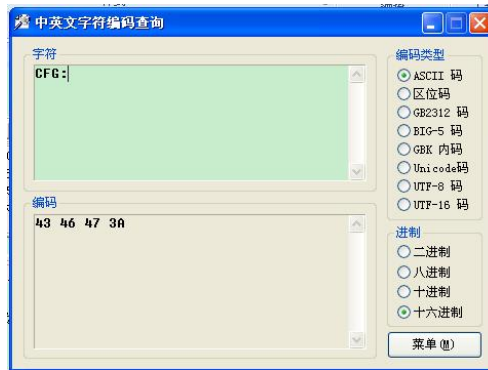 中英文字符编码查询
字符
CFG:
编码
43 46 47 3A
编码类型
ASCII 码
区位码
GB2312 码
BIG-5 码
GBK 内码
Unicode码
UTF-8 码
UTF-16 码
进制
二进制
八进制
十进制
十六进制
菜单(M)